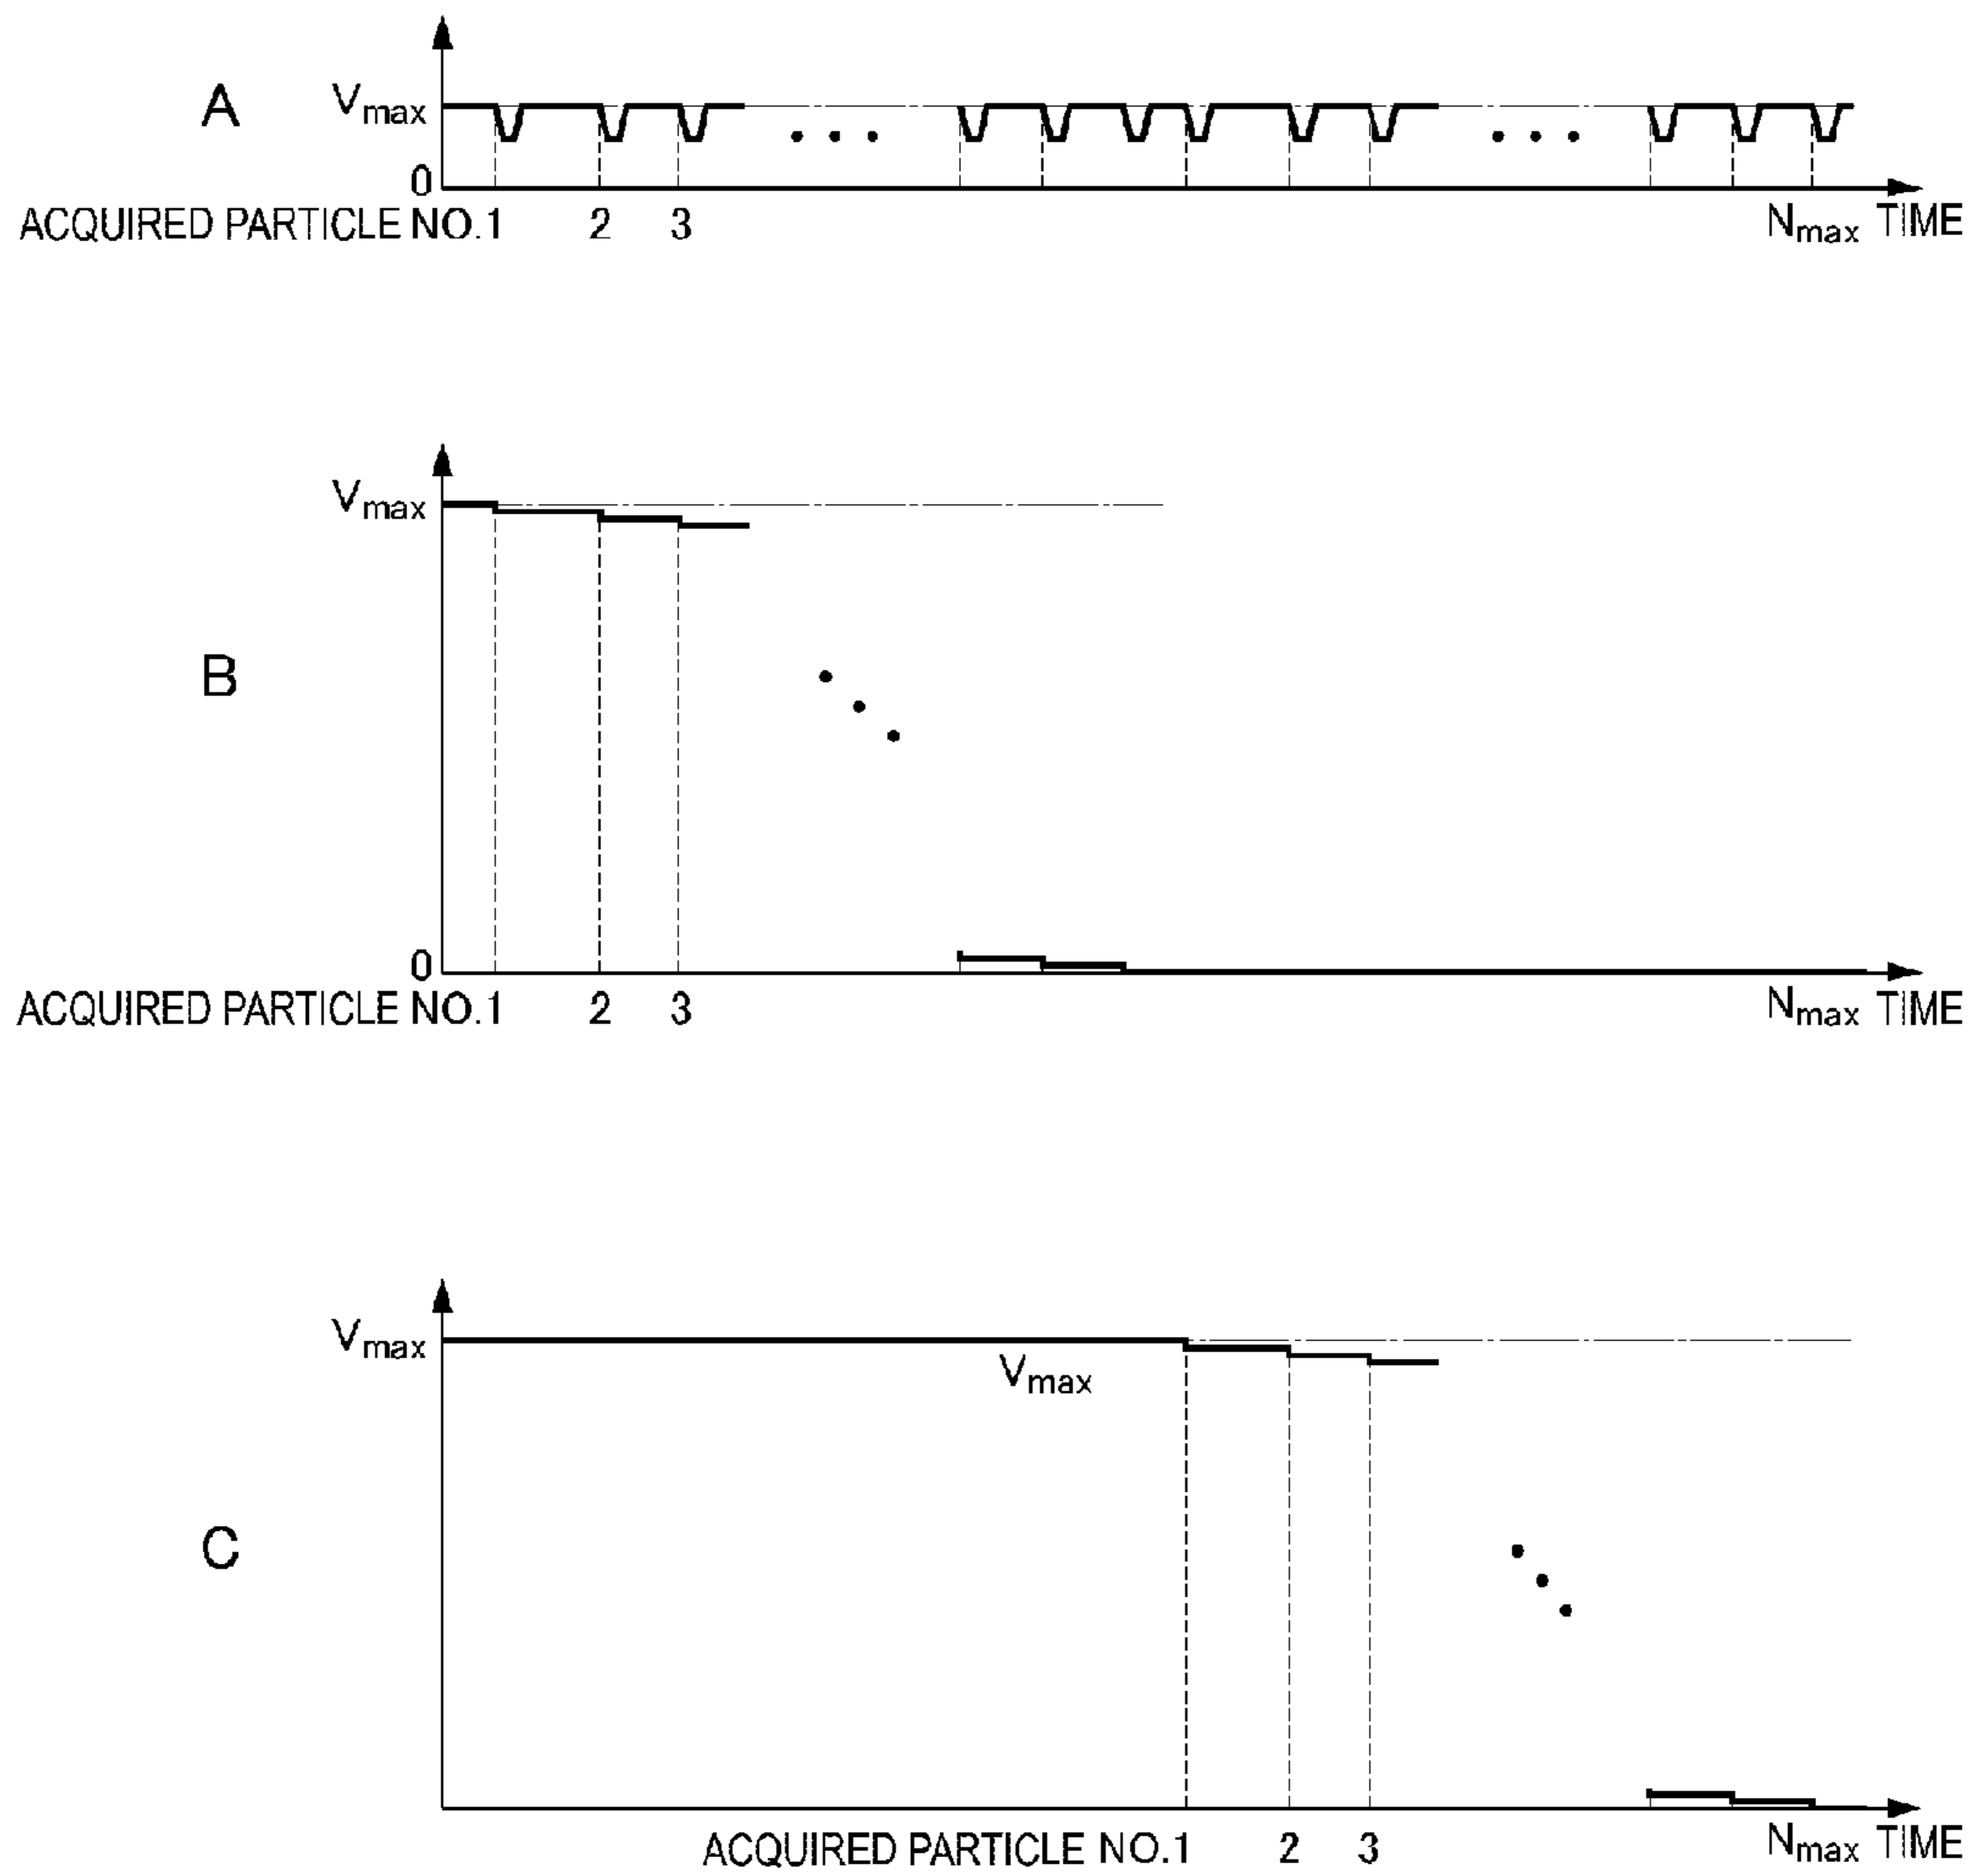 A
Vmax
0
ACQUIRED PARTICLE NO.1 2 3 Nmax TIME
Vmax
B
0
ACQUIRED PARTICLE NO.1 2 3 Nmax TIME
Vmax
Vmax
C
ACQUIRED PARTICLE NO.1 2 3 Nmax TIME